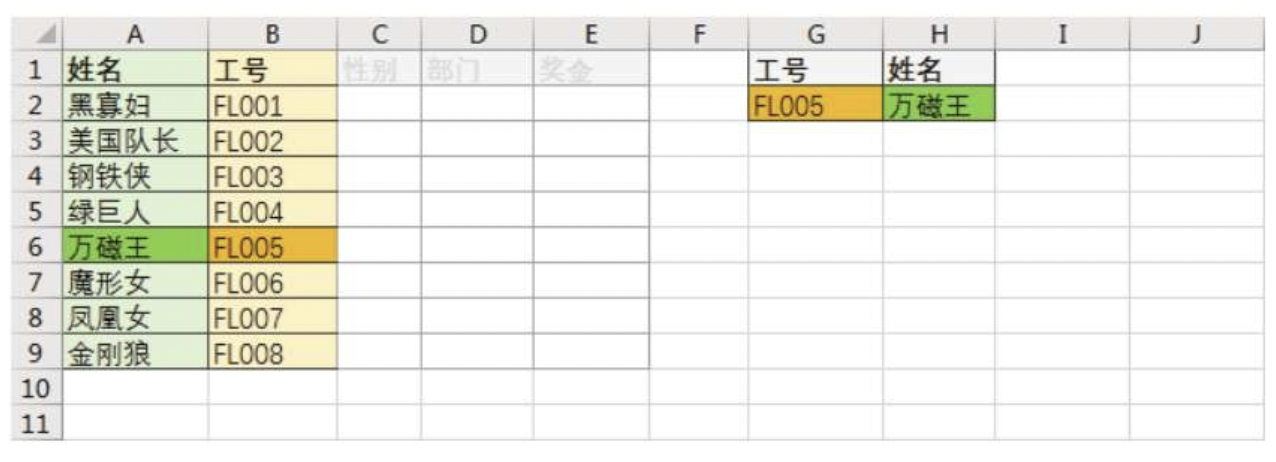 A B C D E F G H I J
1 姓名 工号 性别 部门 奖金 工号 姓名
2 黑寡妇 FL001 FL005 万磁王
3 美国队长 FL002
4 钢铁侠 FL003
5 绿巨人 FL004
6 万磁王 FL005
7 魔形女 FL006
8 凤凰女 FL007
9 金刚狼 FL008
10
11